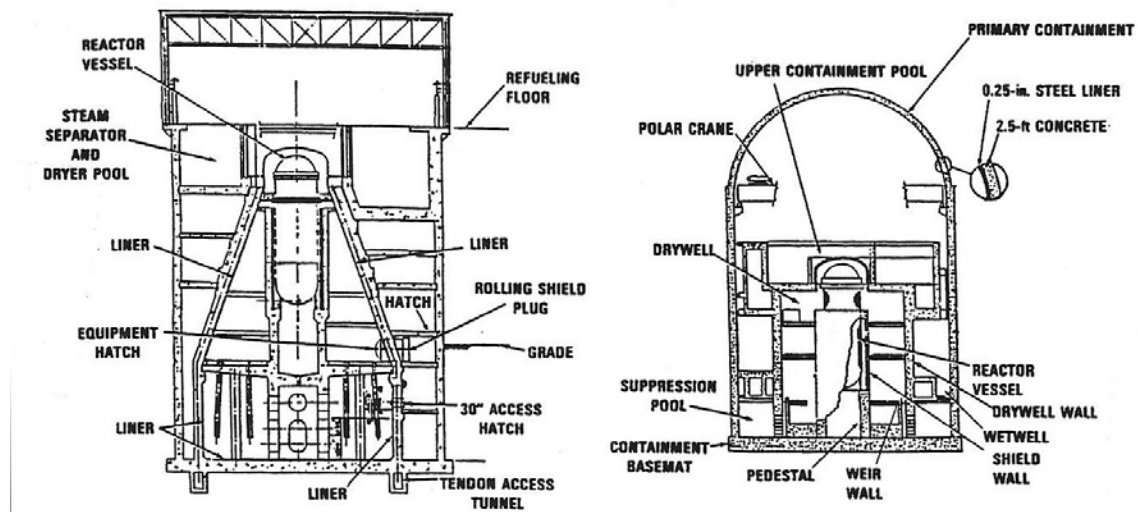 REACTOR
VESSEL
REFUELING
FLOOR
STEAM
SEPARATOR
AND
DRYER POOL
LINER
LINER
ROLLING SHIELD
PLUG
HATCH
EQUIPMENT
HATCH
GRADE
30" ACCESS
HATCH
LINER
LINER
TENDON ACCESS
TUNNEL
PRIMARY CONTAINMENT
UPPER CONTAINMENT POOL
0.25-in. STEEL LINER
2.5-ft CONCRETE
POLAR CRANE
DRYWELL
REACTOR
VESSEL
SUPPRESSION
POOL
DRYWELL WALL
WETWELL
CONTAINMENT
BASEMAT
SHIELD
WALL
PEDESTAL
WEIR
WALL